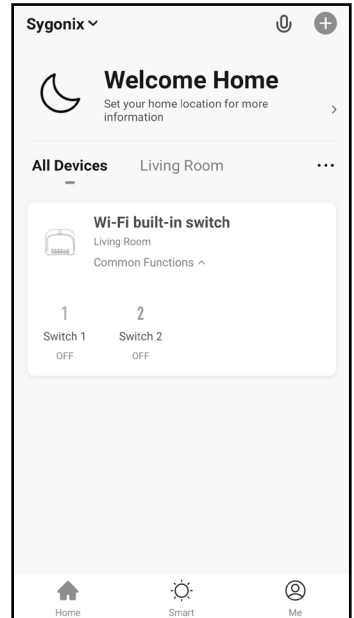 Sygonix
Welcome Home
Set your home location for more
information
All Devices Living Room
Wi-Fi built-in switch
Living Room
Common Functions
1 2
Switch 1 Switch 2
OFF OFF
Home Smart Me